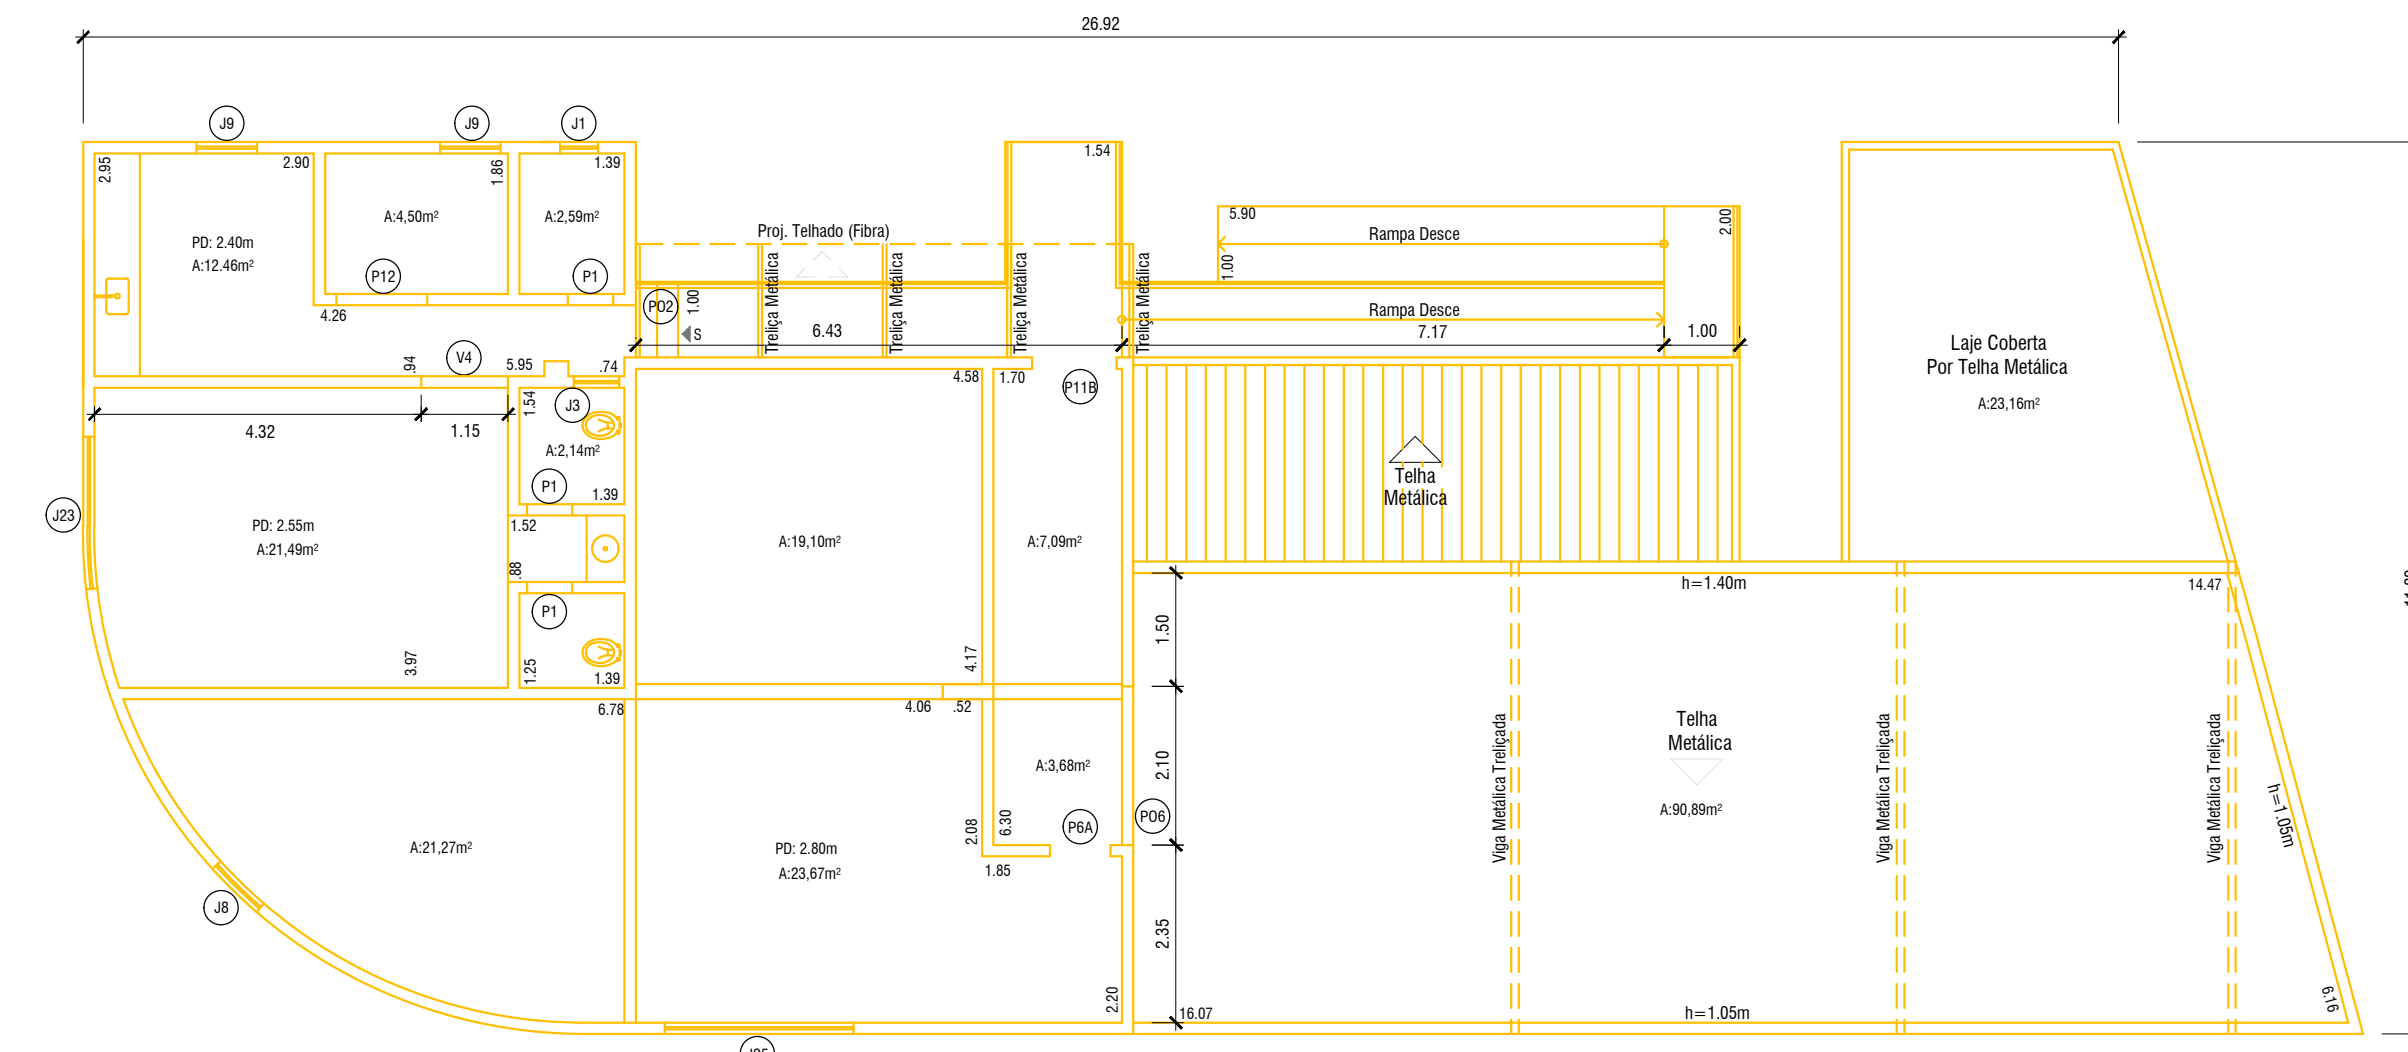 26.92
J9
J9
J1
2.95
2.90
1.86
1.39
1.54
A:4,50m²
A:2,59m²
PD: 2.40m
A:12.46m²
P12
P1
4.26
Proj. Telhado (Fibra)
5.90
Rampa Desce
2.00
1.00
PO2
1.00
S
Treliça Metálica
Treliça Metálica
Treliça Metálica
Treliça Metálica
Rampa Desce
6.43
7.17
1.00
Laje Coberta
Por Telha Metálica
A:23,16m²
.94
V4
5.95
.74
4.58
1.70
P11B
1.54
J3
4.32
1.15
A:2,14m²
P1
1.39
Telha
Metálica
J23
PD: 2.55m
A:21,49m²
1.52
.88
A:19,10m²
A:7,09m²
P1
h=1.40m
14.47
1.50
3.97
1.25
1.39
4.17
6.78
4.06
.52
Viga Metálica Treliçada
Viga Metálica Treliçada
Viga Metálica Treliçada
Telha
Metálica
A:90,89m²
2.10
A:3,68m²
2.08
6.30
P6A
PO6
h=1.05m
A:21,27m²
PD: 2.80m
A:23,67m²
1.85
J8
2.35
2.20
16.07
h=1.05m
6.16